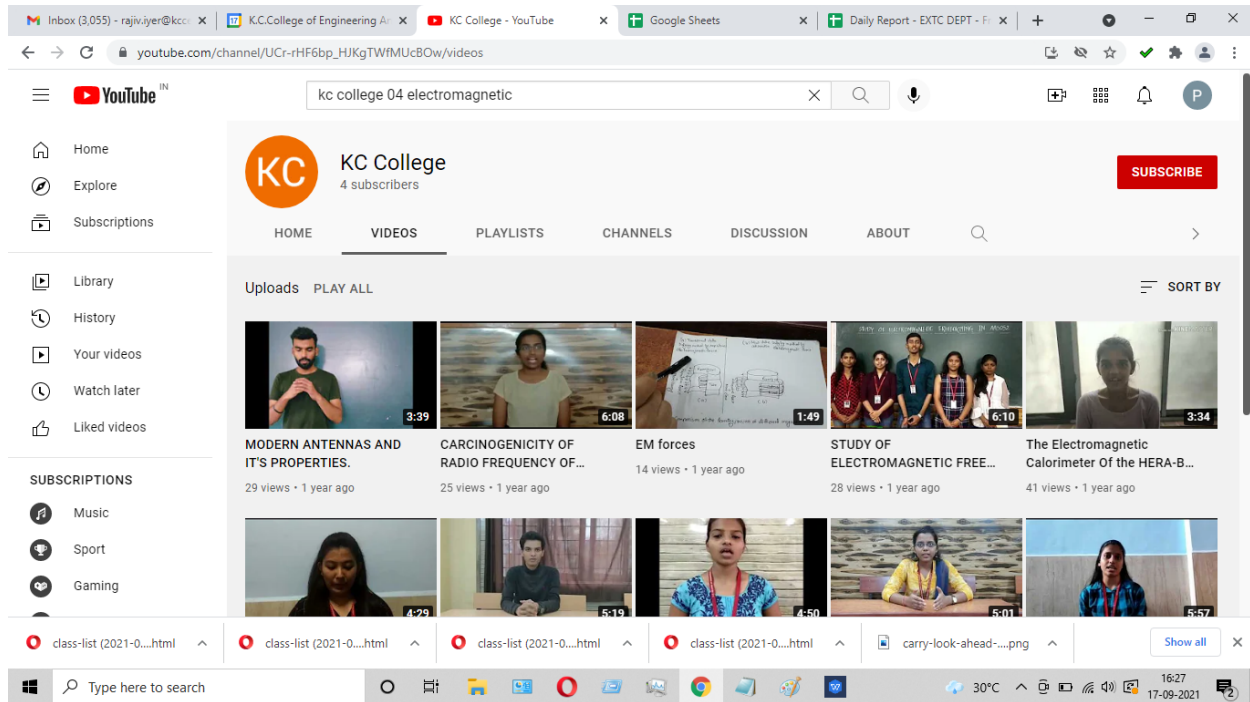 Inbox (3,055) - rajiv.iyer@kcce
K.C.College of Engineering Ar
KC College - YouTube
Google Sheets
Daily Report - EXTC DEPT - Fr
youtube.com/channel/UCr-rHF6bp_HJKgTWfMUcBOw/videos
YouTube IN
kc college 04 electromagnetic
P
Home
Explore
Subscriptions
Library
History
Your videos
Watch later
Liked videos
SUBSCRIPTIONS
Music
Sport
Gaming
KC
KC College
4 subscribers
SUBSCRIBE
HOME VIDEOS PLAYLISTS CHANNELS DISCUSSION ABOUT
Uploads PLAY ALL
SORT BY
3:39
MODERN ANTENNAS AND
IT'S PROPERTIES.
29 views • 1 year ago
6:08
CARCINOGENICITY OF
RADIO FREQUENCY OF...
25 views • 1 year ago
1:49
EM forces
14 views • 1 year ago
6:10
STUDY OF
ELECTROMAGNETIC FREE...
28 views • 1 year ago
3:34
The Electromagnetic
Calorimeter Of the HERA-B...
41 views • 1 year ago
4:29
5:19
4:50
5:01
5:57
class-list (2021-0....html
class-list (2021-0....html
class-list (2021-0....html
class-list (2021-0....html
carry-look-ahead-....png
Show all
Type here to search
30°C
16:27
17-09-2021
2